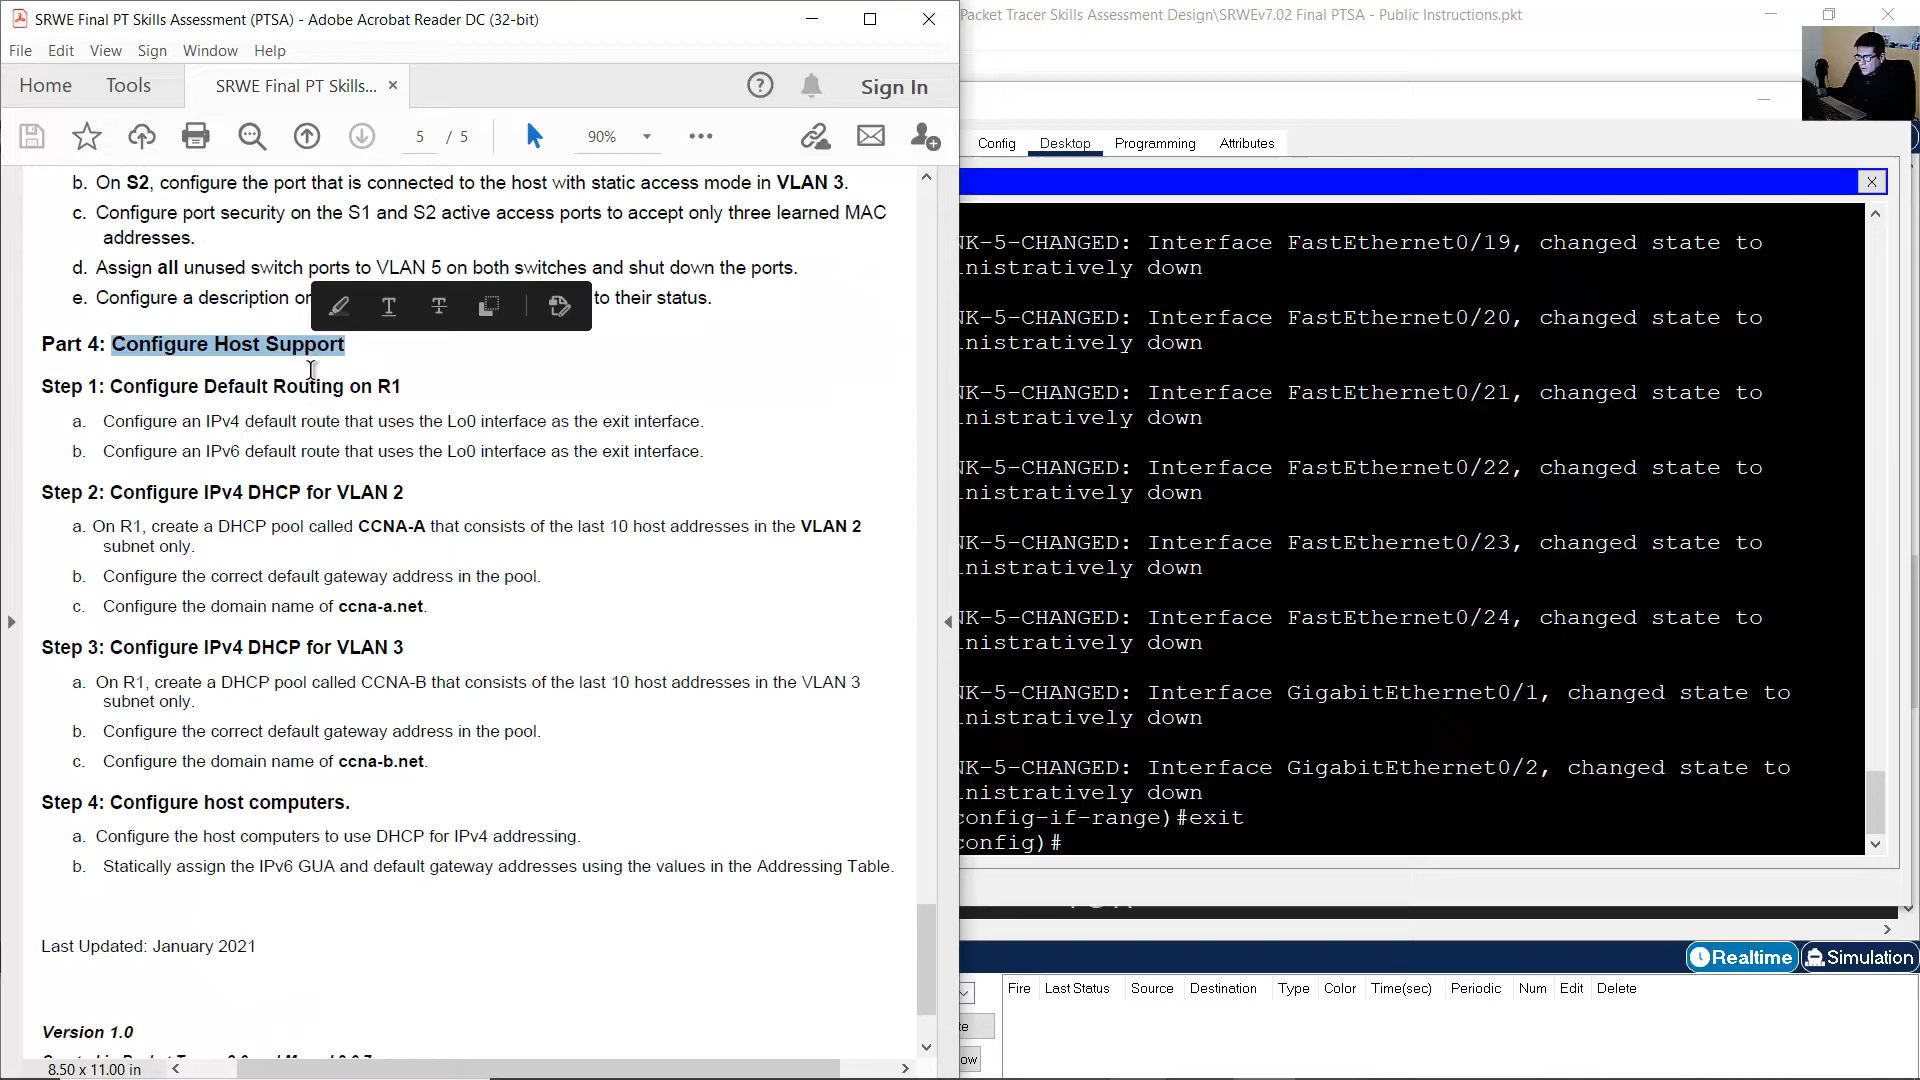 SRWE Final PT Skills Assessment (PTSA) - Adobe Acrobat Reader DC (32-bit)
Packet Tracer Skills Assessment Design\SRWEv7.02 Final PTSA - Public Instructions.pkt
File Edit View Sign Window Help
Home Tools SRWE Final PT Skills... × Sign In
5 / 5 90%
Config Desktop Programming Attributes
b. On S2, configure the port that is connected to the host with static access mode in VLAN 3.
c. Configure port security on the S1 and S2 active access ports to accept only three learned MAC
addresses.
d. Assign all unused switch ports to VLAN 5 on both switches and shut down the ports.
e. Configure a description to their status.
Part 4: Configure Host Support
Step 1: Configure Default Routing on R1
a. Configure an IPv4 default route that uses the Lo0 interface as the exit interface.
b. Configure an IPv6 default route that uses the Lo0 interface as the exit interface.
Step 2: Configure IPv4 DHCP for VLAN 2
a. On R1, create a DHCP pool called CCNA-A that consists of the last 10 host addresses in the VLAN 2
subnet only.
b. Configure the correct default gateway address in the pool.
c. Configure the domain name of ccna-a.net.
Step 3: Configure IPv4 DHCP for VLAN 3
a. On R1, create a DHCP pool called CCNA-B that consists of the last 10 host addresses in the VLAN 3
subnet only.
b. Configure the correct default gateway address in the pool.
c. Configure the domain name of ccna-b.net.
Step 4: Configure host computers.
a. Configure the host computers to use DHCP for IPv4 addressing.
b. Statically assign the IPv6 GUA and default gateway addresses using the values in the Addressing Table.
Last Updated: January 2021
Version 1.0
8.50 x 11.00 in
NK-5-CHANGED: Interface FastEthernet0/19, changed state to
inistratively down
NK-5-CHANGED: Interface FastEthernet0/20, changed state to
inistratively down
NK-5-CHANGED: Interface FastEthernet0/21, changed state to
inistratively down
NK-5-CHANGED: Interface FastEthernet0/22, changed state to
inistratively down
NK-5-CHANGED: Interface FastEthernet0/23, changed state to
inistratively down
NK-5-CHANGED: Interface FastEthernet0/24, changed state to
inistratively down
NK-5-CHANGED: Interface GigabitEthernet0/1, changed state to
inistratively down
NK-5-CHANGED: Interface GigabitEthernet0/2, changed state to
inistratively down
config-if-range)#exit
config)#
Realtime Simulation
Fire Last Status Source Destination Type Color Time(sec) Periodic Num Edit Delete